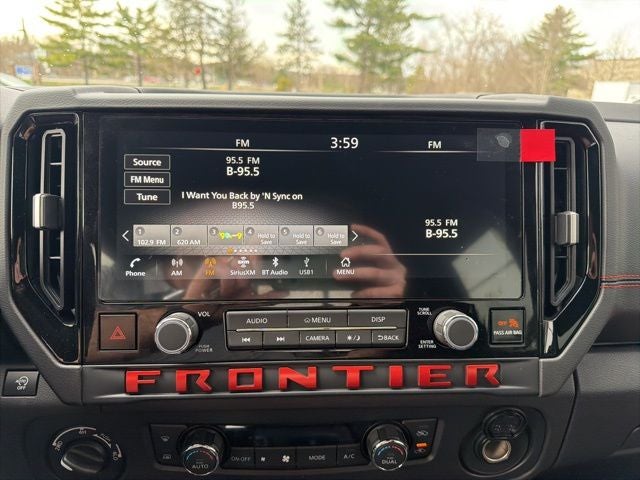 FM 3:59 FM
Source 95.5 FM
B-95.5
FM Menu
Tune I Want You Back by 'N Sync on
B95.5
95.5 FM
B-95.5
1 2 3 4 Hold to Save 5 Hold to Save 6 Hold to Save
102.9 FM 620 AM
Phone AM FM SiriusXM BT Audio USB1 MENU
VOL AUDIO MENU DISP TUNE SCROLL
PUSH POWER CAMERA BACK ENTER SETTING
OFF
PASS AIR BAG
OFF
FRONTIER
ON·OFF MODE A/C DUAL